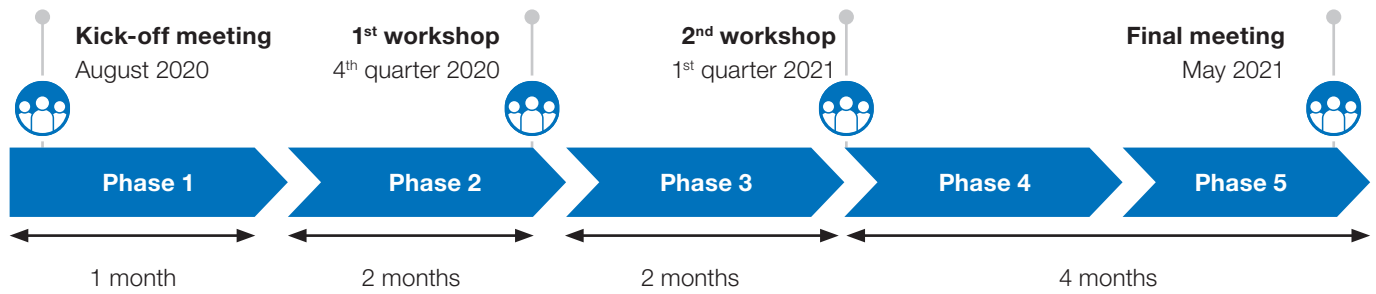 Kick-off meeting
August 2020
1st workshop
4th quarter 2020
2nd workshop
1st quarter 2021
Final meeting
May 2021
Phase 1
Phase 2
Phase 3
Phase 4
Phase 5
1 month
2 months
2 months
4 months